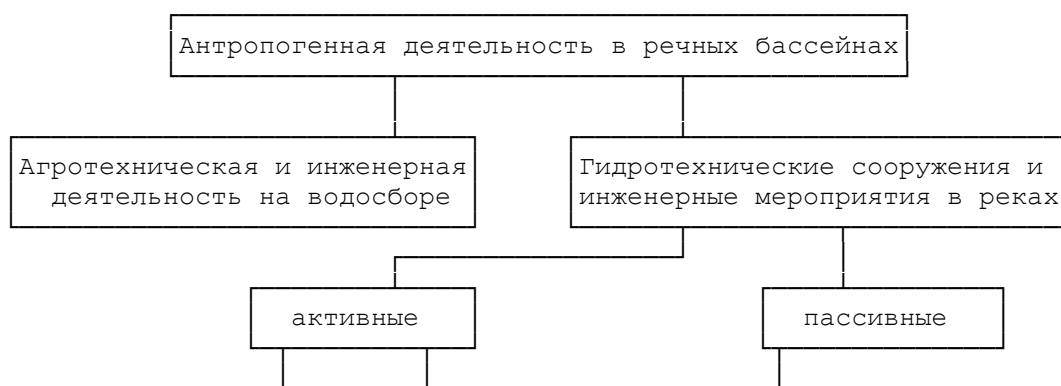 Антропогенная деятельность в речных бассейнах
Агротехническая и инженерная
деятельность на водосборе
Гидротехнические сооружения и
инженерные мероприятия в реках
активные
пассивные